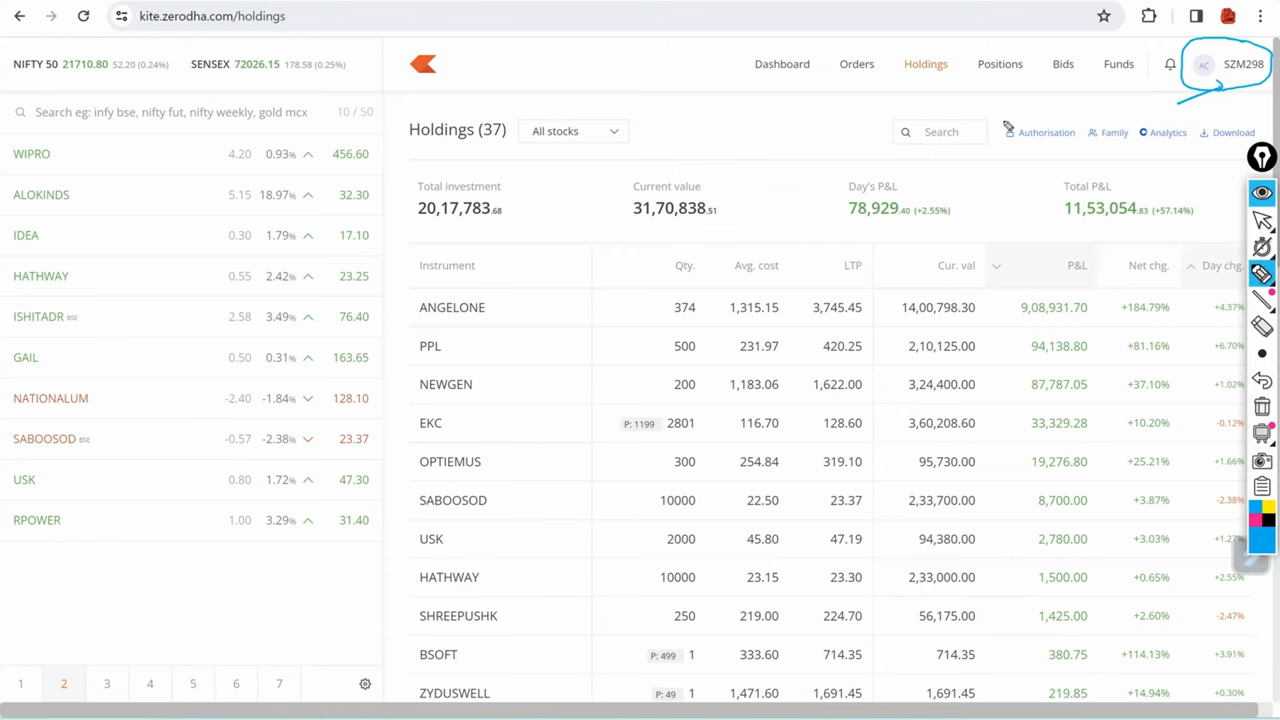 kite.zerodha.com/holdings
NIFTY 50 21710.80 52.20 (0.24%) SENSEX 72026.15 178.58 (0.25%)
Dashboard Orders Holdings Positions Bids Funds AC SZM298
Search eg: infy bse, nifty fut, nifty weekly, gold mcx 10 / 50
Holdings (37) All stocks Search Authorisation Family Analytics Download
WIPRO 4.20 0.93% 456.60
ALOKINDS 5.15 18.97% 32.30
IDEA 0.30 1.79% 17.10
HATHWAY 0.55 2.42% 23.25
ISHITADR BSE 2.58 3.49% 76.40
GAIL 0.50 0.31% 163.65
NATIONALUM -2.40 -1.84% 128.10
SABOOSOD BSE -0.57 -2.38% 23.37
USK 0.80 1.72% 47.30
RPOWER 1.00 3.29% 31.40
1 2 3 4 5 6 7
Total investment Current value Day's P&L Total P&L
20,17,783.68 31,70,838.51 78,929.40 (+2.55%) 11,53,054.83 (+57.14%)
Instrument Qty. Avg. cost LTP Cur. val P&L Net chg. Day chg.
ANGELONE 374 1,315.15 3,745.45 14,00,798.30 9,08,931.70 +184.79% +4.37%
PPL 500 231.97 420.25 2,10,125.00 94,138.80 +81.16% +6.70%
NEWGEN 200 1,183.06 1,622.00 3,24,400.00 87,787.05 +37.10% +1.02%
EKC P: 1199 2801 116.70 128.60 3,60,208.60 33,329.28 +10.20% -0.12%
OPTIEMUS 300 254.84 319.10 95,730.00 19,276.80 +25.21% +1.66%
SABOOSOD 10000 22.50 23.37 2,33,700.00 8,700.00 +3.87% -2.38%
USK 2000 45.80 47.19 94,380.00 2,780.00 +3.03% +1.27%
HATHWAY 10000 23.15 23.30 2,33,000.00 1,500.00 +0.65% +2.55%
SHREEPUSHK 250 219.00 224.70 56,175.00 1,425.00 +2.60% -2.47%
BSOFT P: 499 1 333.60 714.35 714.35 380.75 +114.13% +3.91%
ZYDUSWELL P: 49 1 1,471.60 1,691.45 1,691.45 219.85 +14.94% +0.30%